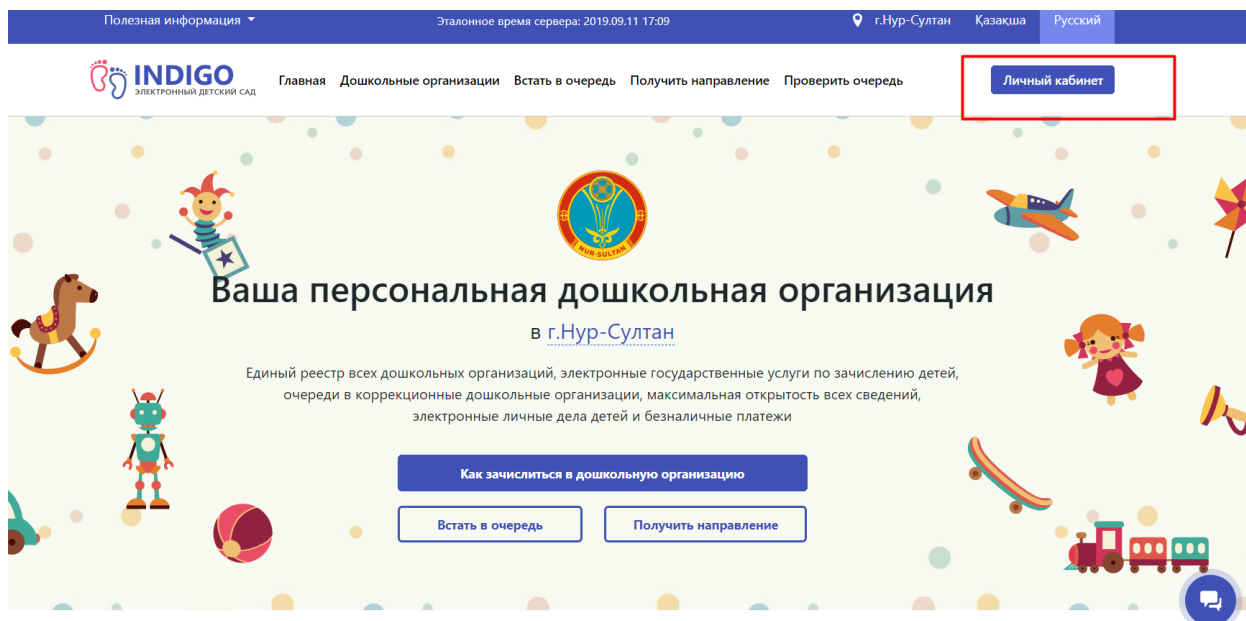 Полезная информация
Эталонное время сервера: 2019.09.11 17:09
г.Нур-Султан
Қазақша
Русский
INDIGO
ЭЛЕКТРОННЫЙ ДЕТСКИЙ САД
Главная
Дошкольные организации
Встать в очередь
Получить направление
Проверить очередь
Личный кабинет
NUR-SULTAN
Ваша персональная дошкольная организация
в г.Нур-Султан
Единый реестр всех дошкольных организаций, электронные государственные услуги по зачислению детей,
очереди в коррекционные дошкольные организации, максимальная открытость всех сведений,
электронные личные дела детей и безналичные платежи
Как зачислиться в дошкольную организацию
Встать в очередь
Получить направление